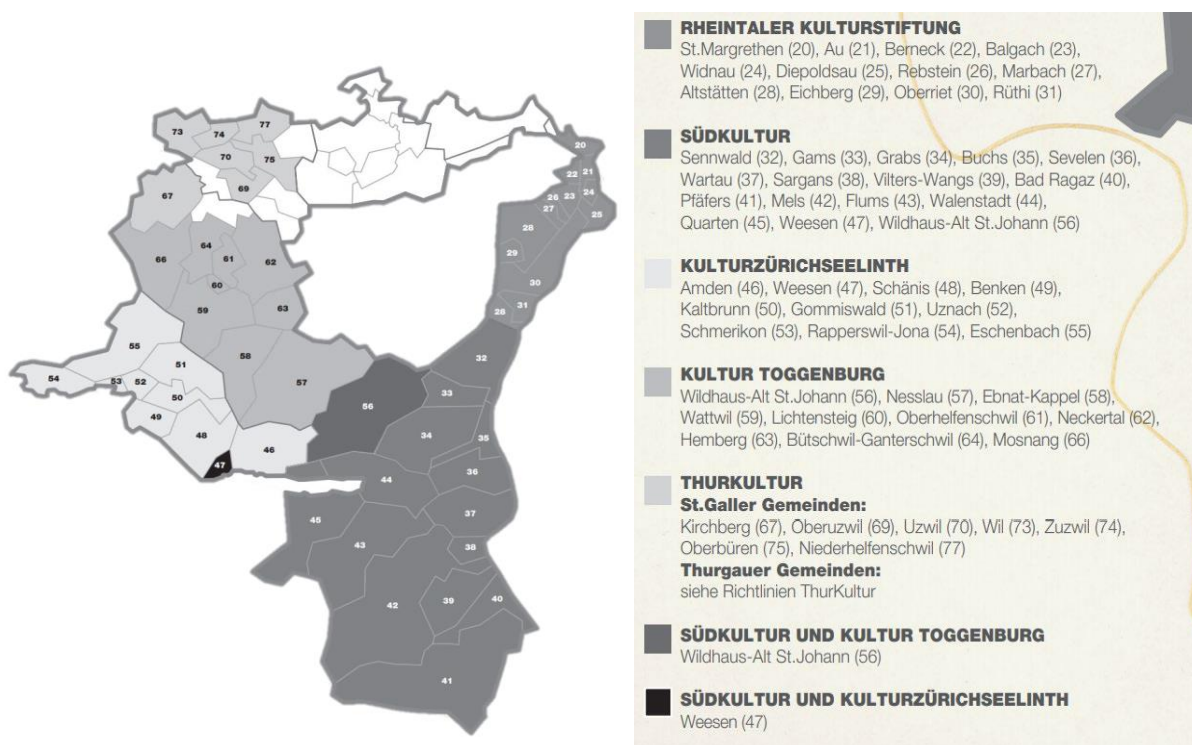 73
74
77
70
75
69
67
64
61
66
62
60
59
63
58
57
55
51
54
53
52
50
49
48
46
47
56
20
21
22
24
26
23
27
25
28
29
30
31
28
32
33
34
35
36
44
37
45
43
38
39
40
42
41
RHEINTALER KULTURSTIFTUNG
St.Margrethen (20), Au (21), Berneck (22), Balgach (23),
Widnau (24), Diepoldsau (25), Rebstein (26), Marbach (27),
Altstätten (28), Eichberg (29), Oberriet (30), Rüthi (31)
SÜDKULTUR
Sennwald (32), Gams (33), Grabs (34), Buchs (35), Sevelen (36),
Wartau (37), Sargans (38), Vilters-Wangs (39), Bad Ragaz (40),
Pfäfers (41), Mels (42), Flums (43), Walenstadt (44),
Quarten (45), Weesen (47), Wildhaus-Alt St.Johann (56)
KULTURZÜRICHSEELINTH
Amden (46), Weesen (47), Schänis (48), Benken (49),
Kaltbrunn (50), Gommiswald (51), Uznach (52),
Schmerikon (53), Rapperswil-Jona (54), Eschenbach (55)
KULTUR TOGGENBURG
Wildhaus-Alt St.Johann (56), Nesslau (57), Ebnat-Kappel (58),
Wattwil (59), Lichtensteig (60), Oberhelfenschwil (61), Neckertal (62),
Hemberg (63), Bütschwil-Ganterschwil (64), Mosnang (66)
THURKULTUR
St.Galler Gemeinden:
Kirchberg (67), Oberuzwil (69), Uzwil (70), Wil (73), Zuzwil (74),
Oberbüren (75), Niederhelfenschwil (77)
Thurgauer Gemeinden:
siehe Richtlinien ThurKultur
SÜDKULTUR UND KULTUR TOGGENBURG
Wildhaus-Alt St.Johann (56)
SÜDKULTUR UND KULTURZÜRICHSEELINTH
Weesen (47)